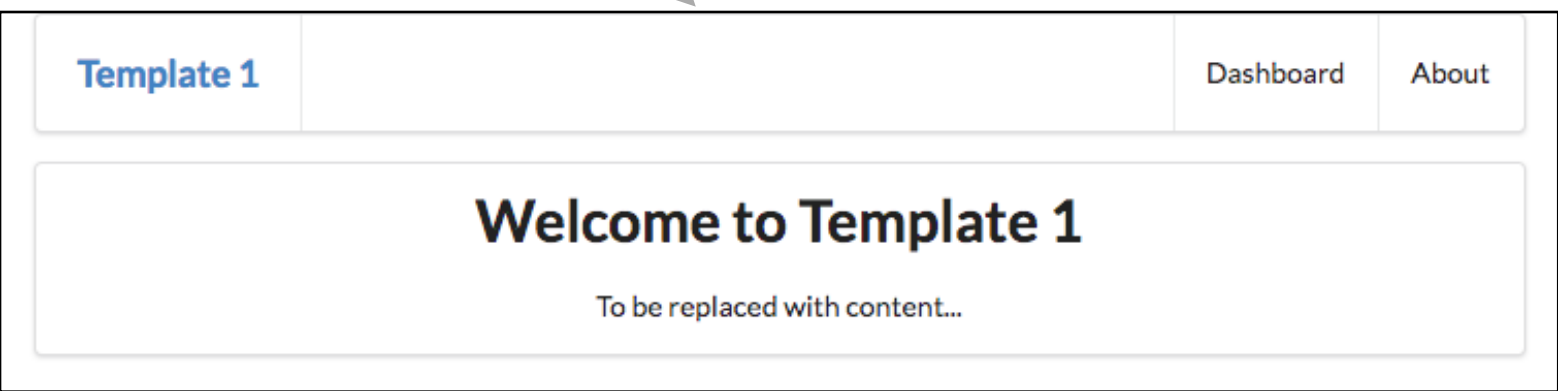 Template 1
Dashboard
About
Welcome to Template 1
To be replaced with content...